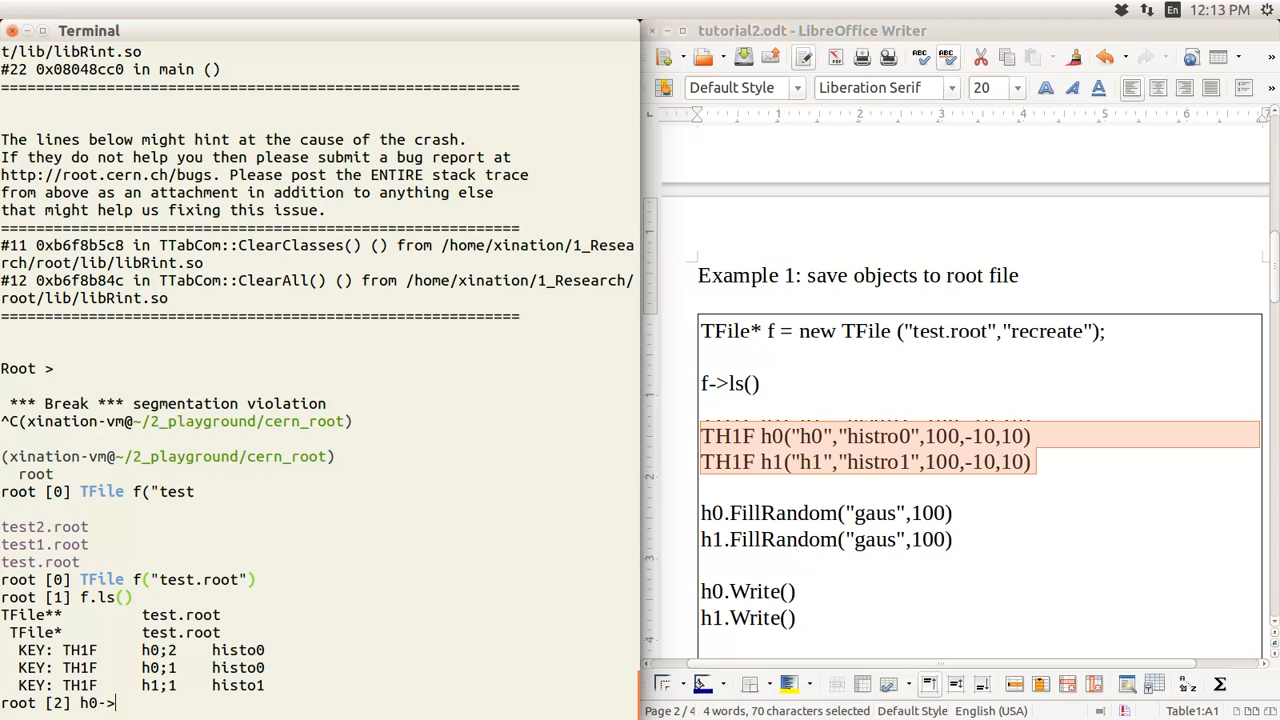 En 12:13 PM
Terminal
t/lib/libRint.so
#22 0x08048cc0 in main ()
===========================================================
The lines below might hint at the cause of the crash.
If they do not help you then please submit a bug report at
http://root.cern.ch/bugs. Please post the ENTIRE stack trace
from above as an attachment in addition to anything else
that might help us fixing this issue.
===========================================================
#11 0xb6f8b5c8 in TTabCom::ClearClasses() () from /home/xination/1_Resea
rch/root/lib/libRint.so
#12 0xb6f8b84c in TTabCom::ClearAll() () from /home/xination/1_Research/
root/lib/libRint.so
===========================================================
Root >
*** Break *** segmentation violation
^C(xination-vm@~/2_playground/cern_root)
(xination-vm@~/2_playground/cern_root)
root
root [0] TFile f("test
test2.root
test1.root
test.root
root [0] TFile f("test.root")
root [1] f.ls()
TFile** test.root
TFile* test.root
KEY: TH1F h0;2 histo0
KEY: TH1F h0;1 histo0
KEY: TH1F h1;1 histo1
root [2] h0->
tutorial2.odt - LibreOffice Writer
Default Style Liberation Serif 20
1 2 3 4 5 6 7
Example 1: save objects to root file
TFile* f = new TFile ("test.root","recreate");
f->ls()
TH1F h0("h0","histro0",100,-10,10)
TH1F h1("h1","histro1",100,-10,10)
h0.FillRandom("gaus",100)
h1.FillRandom("gaus",100)
h0.Write()
h1.Write()
Page 2 / 4 4 words, 70 characters selected Default Style English (USA) Table1:A1